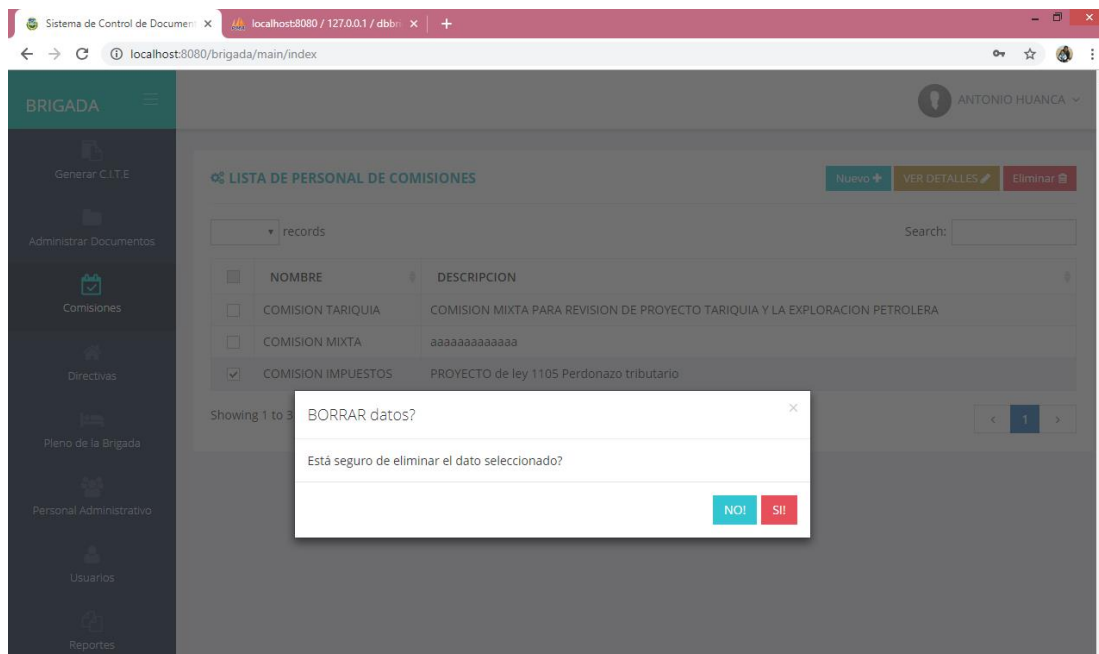 Sistema de Control de Document
localhost:8080 / 127.0.0.1 / dbbri
localhost:8080/brigada/main/index
BRIGADA
ANTONIO HUANCA
Generar C.I.T.E
Administrar Documentos
Comisiones
Directivas
Pleno de la Brigada
Personal Administrativo
Usuarios
Reportes
LISTA DE PERSONAL DE COMISIONES
Nuevo
VER DETALLES
Eliminar
records
Search:
NOMBRE DESCRIPCION
COMISION TARIQUIA COMISION MIXTA PARA REVISION DE PROYECTO TARIQUIA Y LA EXPLORACION PETROLERA
COMISION MIXTA aaaaaaaaaaaaa
COMISION IMPUESTOS PROYECTO de ley 1105 Perdonazo tributario
Showing 1 to 3
1
BORRAR datos?
Está seguro de eliminar el dato seleccionado?
NO! SI!